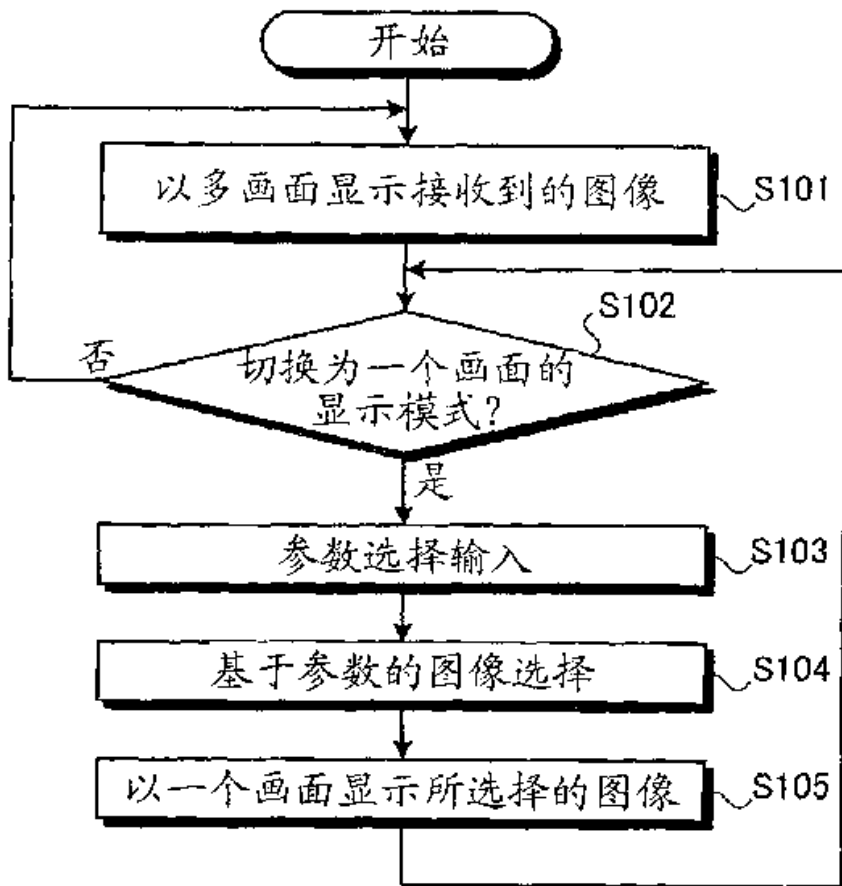 开始
以多画面显示接收到的图像
S101
S102
否
切换为一个画面的
显示模式?
是
参数选择输入
S103
基于参数的图像选择
S104
以一个画面显示所选择的图像
S105